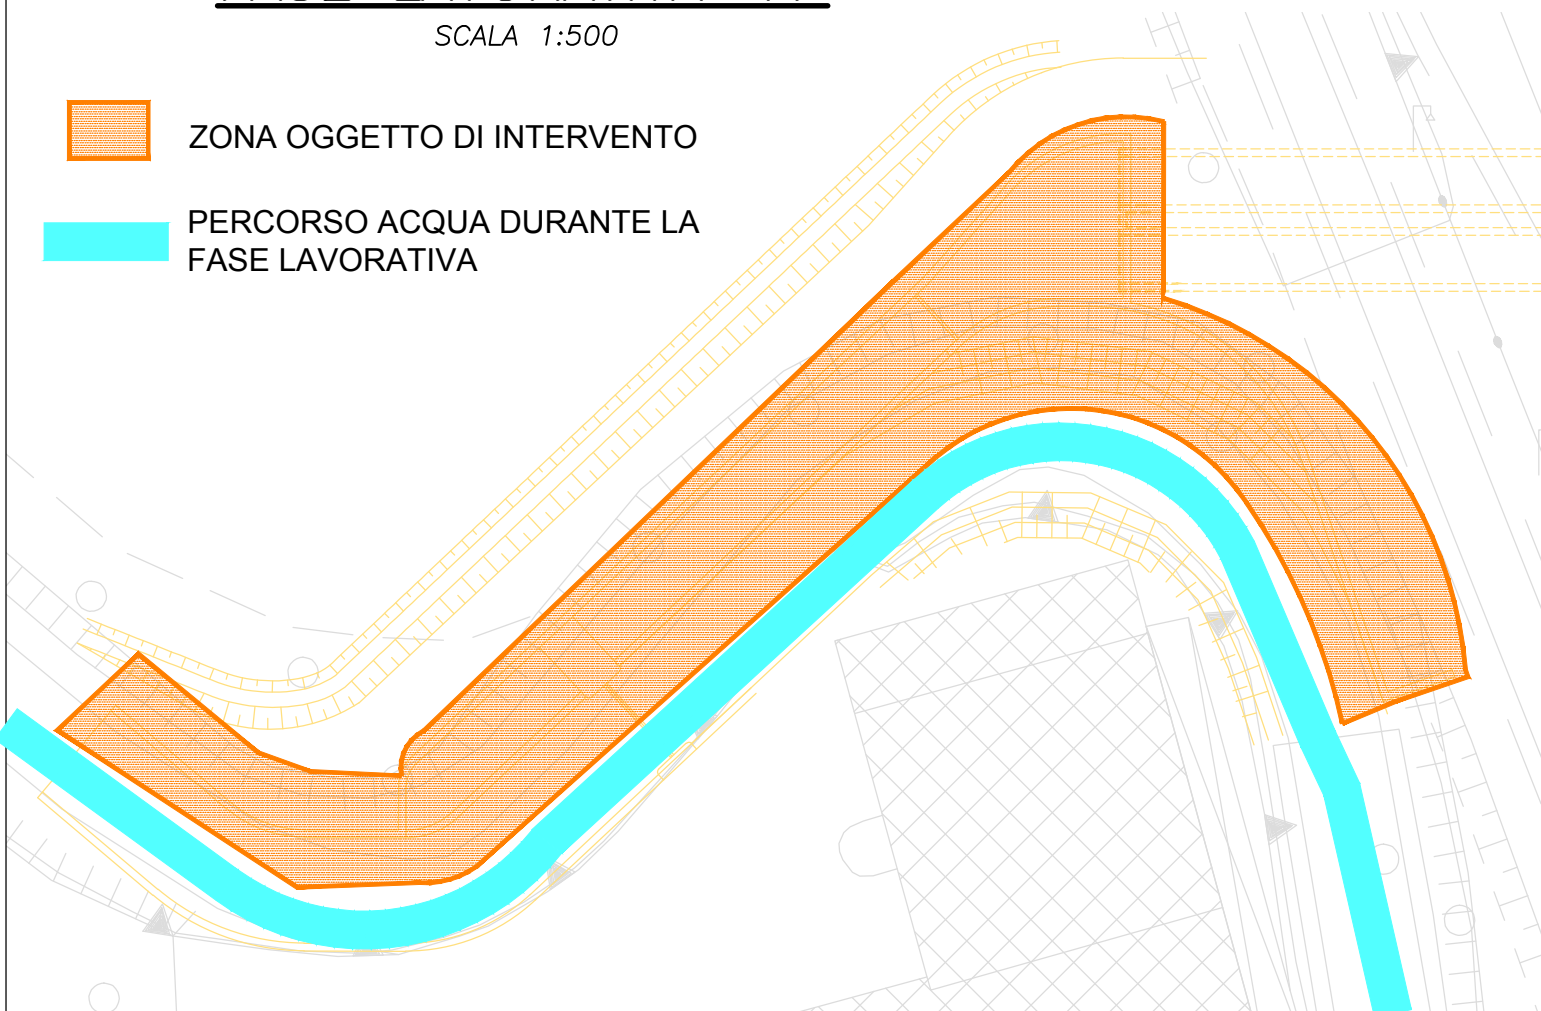 SCALA 1:500
ZONA OGGETTO DI INTERVENTO
PERCORSO ACQUA DURANTE LA
FASE LAVORATIVA